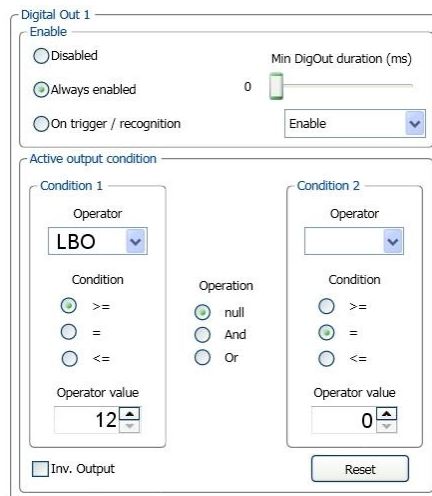 Digital Out 1
Enable
Disabled
Min DigOut duration (ms)
Always enabled
0
On trigger / recognition
Enable
Active output condition
Condition 1
Condition 2
Operator
Operator
LBO
Condition
Condition
Operation
>=
>=
null
=
=
And
<=
<=
Or
Operator value
Operator value
12
0
Inv. Output
Reset